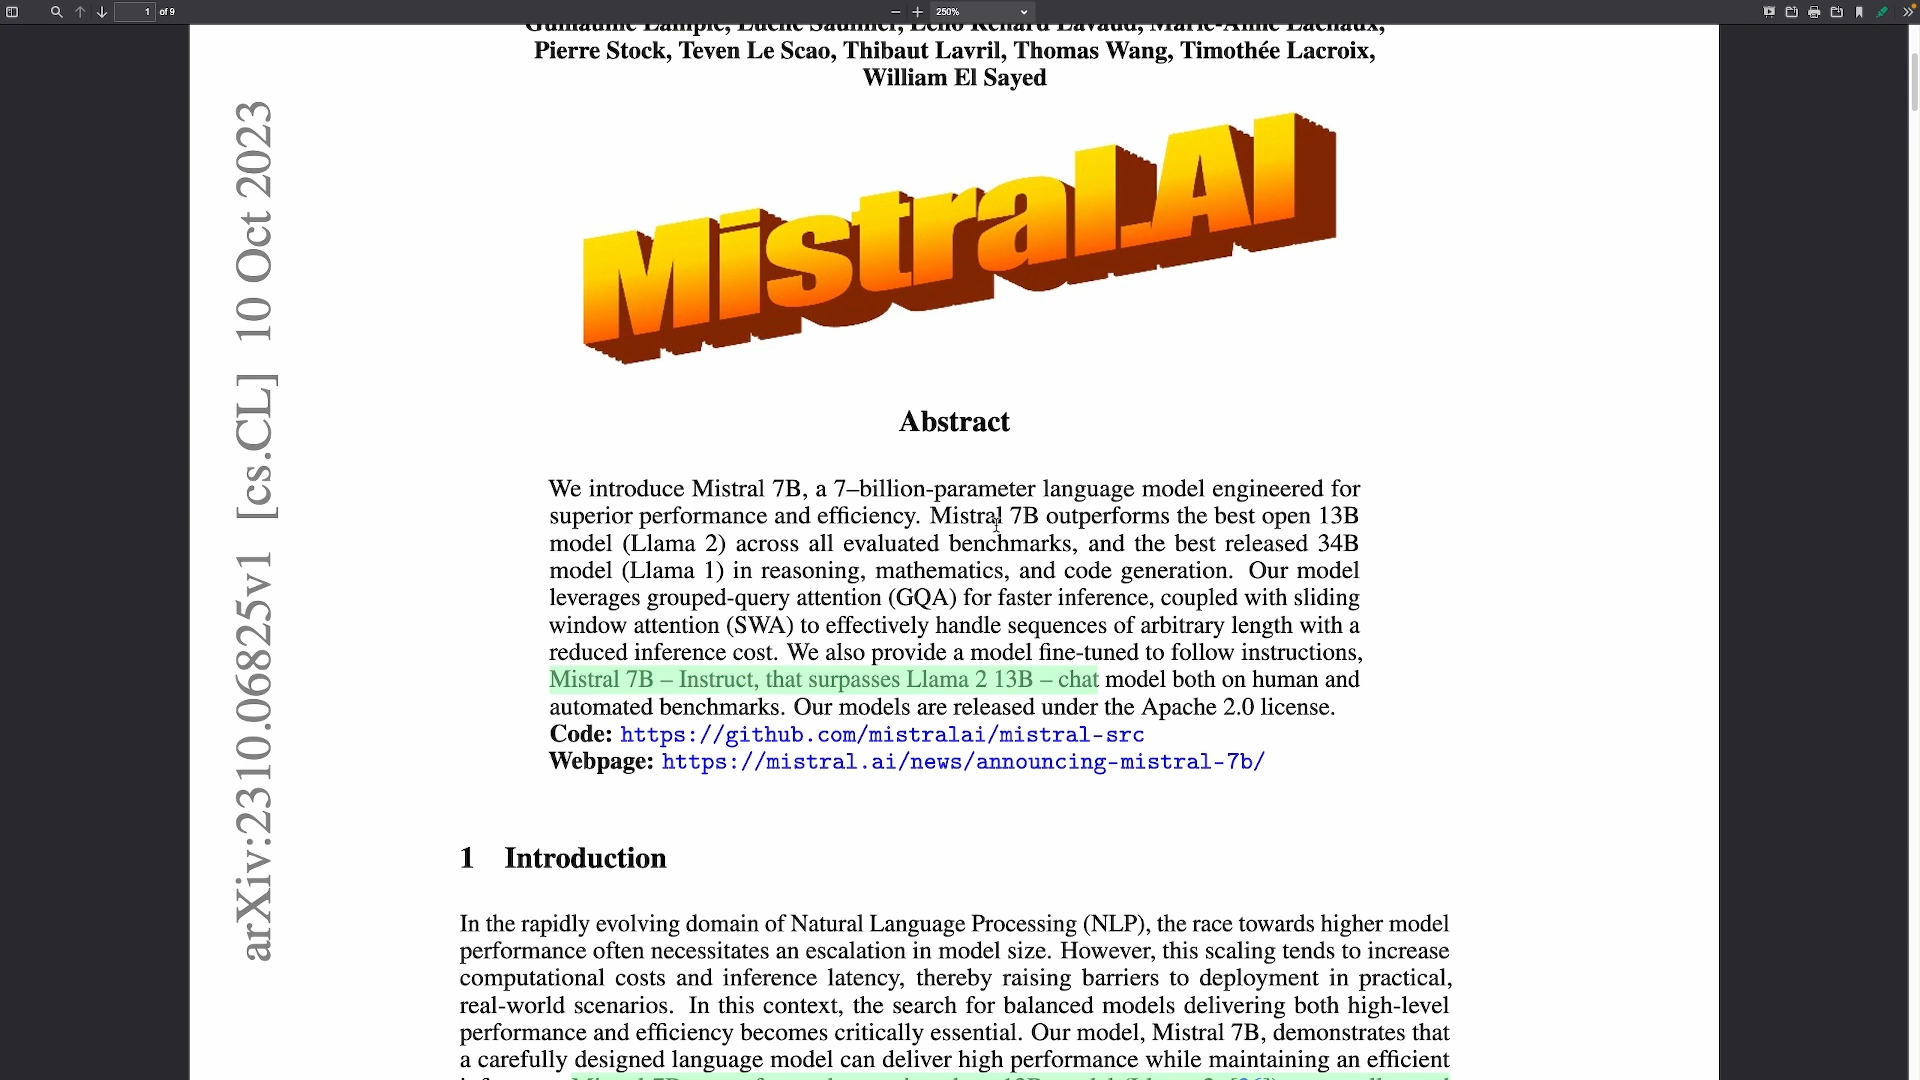 1 of 9
250%
Guillaume Lample, Lucile Saulnier, Lélio Renard Lavaud, Marie-Anne Lachaux,
Pierre Stock, Teven Le Scao, Thibaut Lavril, Thomas Wang, Timothée Lacroix,
William El Sayed
Mistral.AI
arXiv:2310.06825v1 [cs.CL] 10 Oct 2023
Abstract
We introduce Mistral 7B, a 7–billion-parameter language model engineered for
superior performance and efficiency. Mistral 7B outperforms the best open 13B
model (Llama 2) across all evaluated benchmarks, and the best released 34B
model (Llama 1) in reasoning, mathematics, and code generation. Our model
leverages grouped-query attention (GQA) for faster inference, coupled with sliding
window attention (SWA) to effectively handle sequences of arbitrary length with a
reduced inference cost. We also provide a model fine-tuned to follow instructions,
Mistral 7B – Instruct, that surpasses Llama 2 13B – chat model both on human and
automated benchmarks. Our models are released under the Apache 2.0 license.
Code: https://github.com/mistralai/mistral-src
Webpage: https://mistral.ai/news/announcing-mistral-7b/
1 Introduction
In the rapidly evolving domain of Natural Language Processing (NLP), the race towards higher model
performance often necessitates an escalation in model size. However, this scaling tends to increase
computational costs and inference latency, thereby raising barriers to deployment in practical,
real-world scenarios. In this context, the search for balanced models delivering both high-level
performance and efficiency becomes critically essential. Our model, Mistral 7B, demonstrates that
a carefully designed language model can deliver high performance while maintaining an efficient